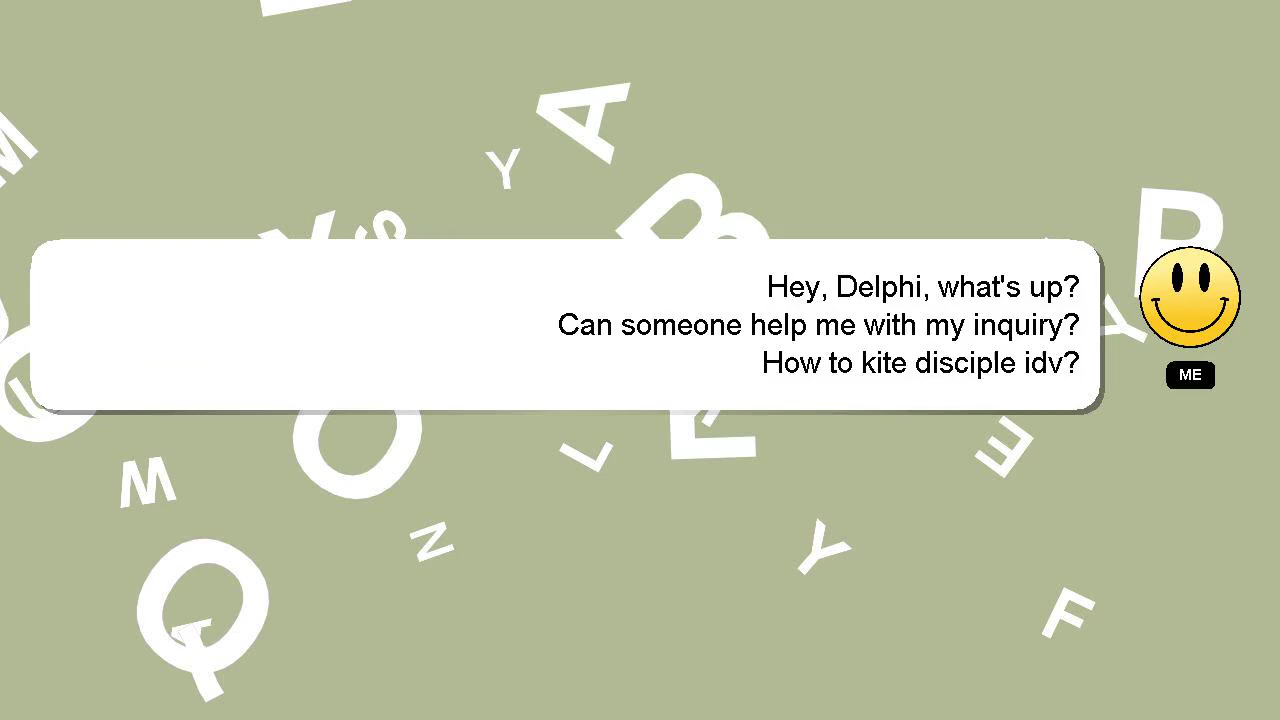 Hey, Delphi, what's up?
Can someone help me with my inquiry?
How to kite disciple idv?
ME
M
A
Y
S
B
R
Y
W
O
L
E
N
Y
Q
T
F